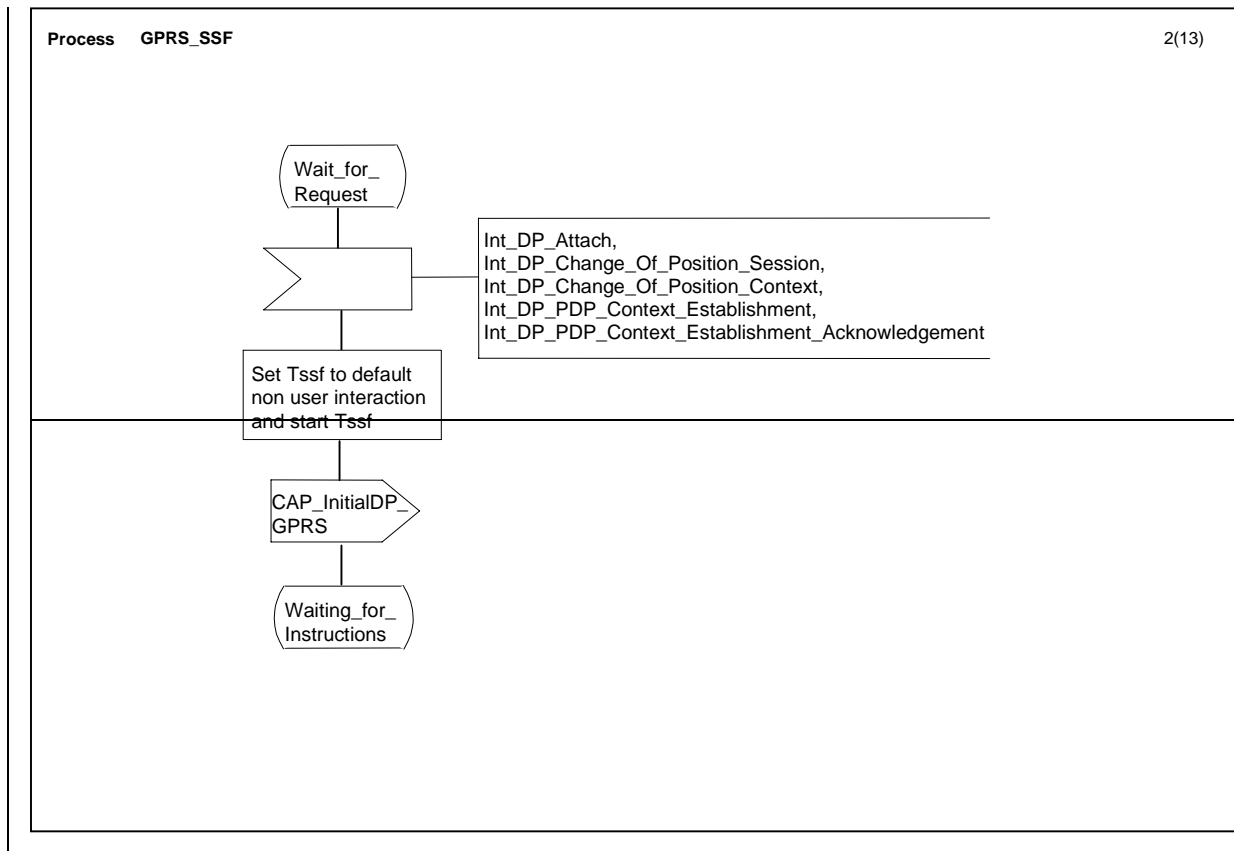 Process GPRS_SSF 2(13)
Wait_for_
Request
Int_DP_Attach,
Int_DP_Change_Of_Position_Session,
Int_DP_Change_Of_Position_Context,
Int_DP_PDP_Context_Establishment,
Int_DP_PDP_Context_Establishment_Acknowledgement
Set Tssf to default
non user interaction
and start Tssf
CAP_InitialDP_
GPRS
Waiting_for_
Instructions